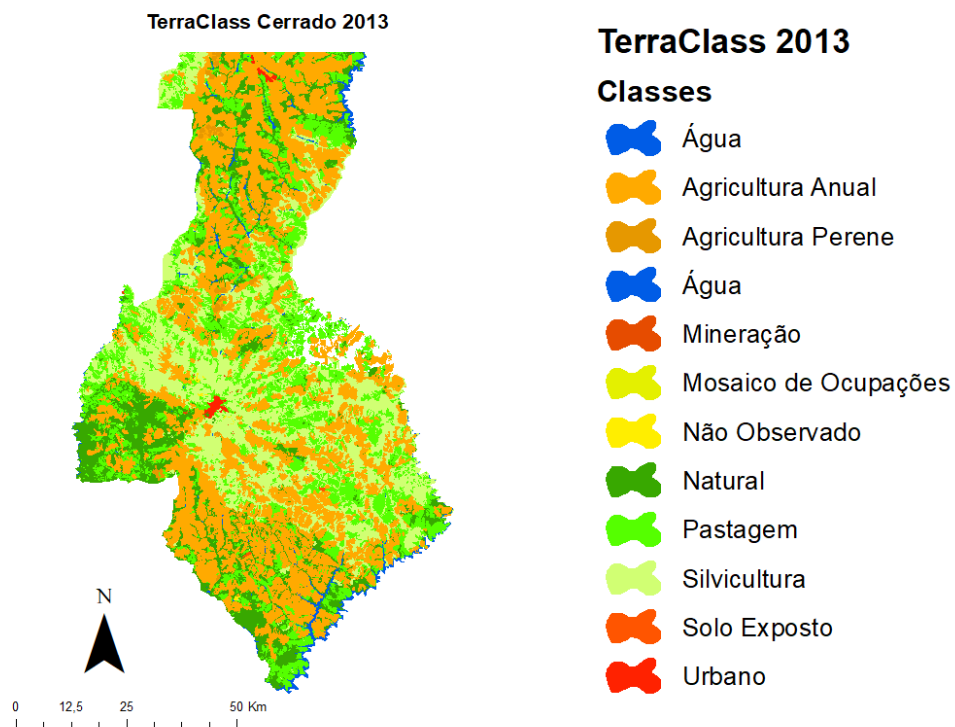 TerraClass Cerrado 2013
TerraClass 2013
Classes
Água
Agricultura Anual
Agricultura Perene
Água
Mineração
Mosaico de Ocupações
Não Observado
Natural
Pastagem
Silvicultura
Solo Exposto
Urbano
N
0 12,5 25 50 Km